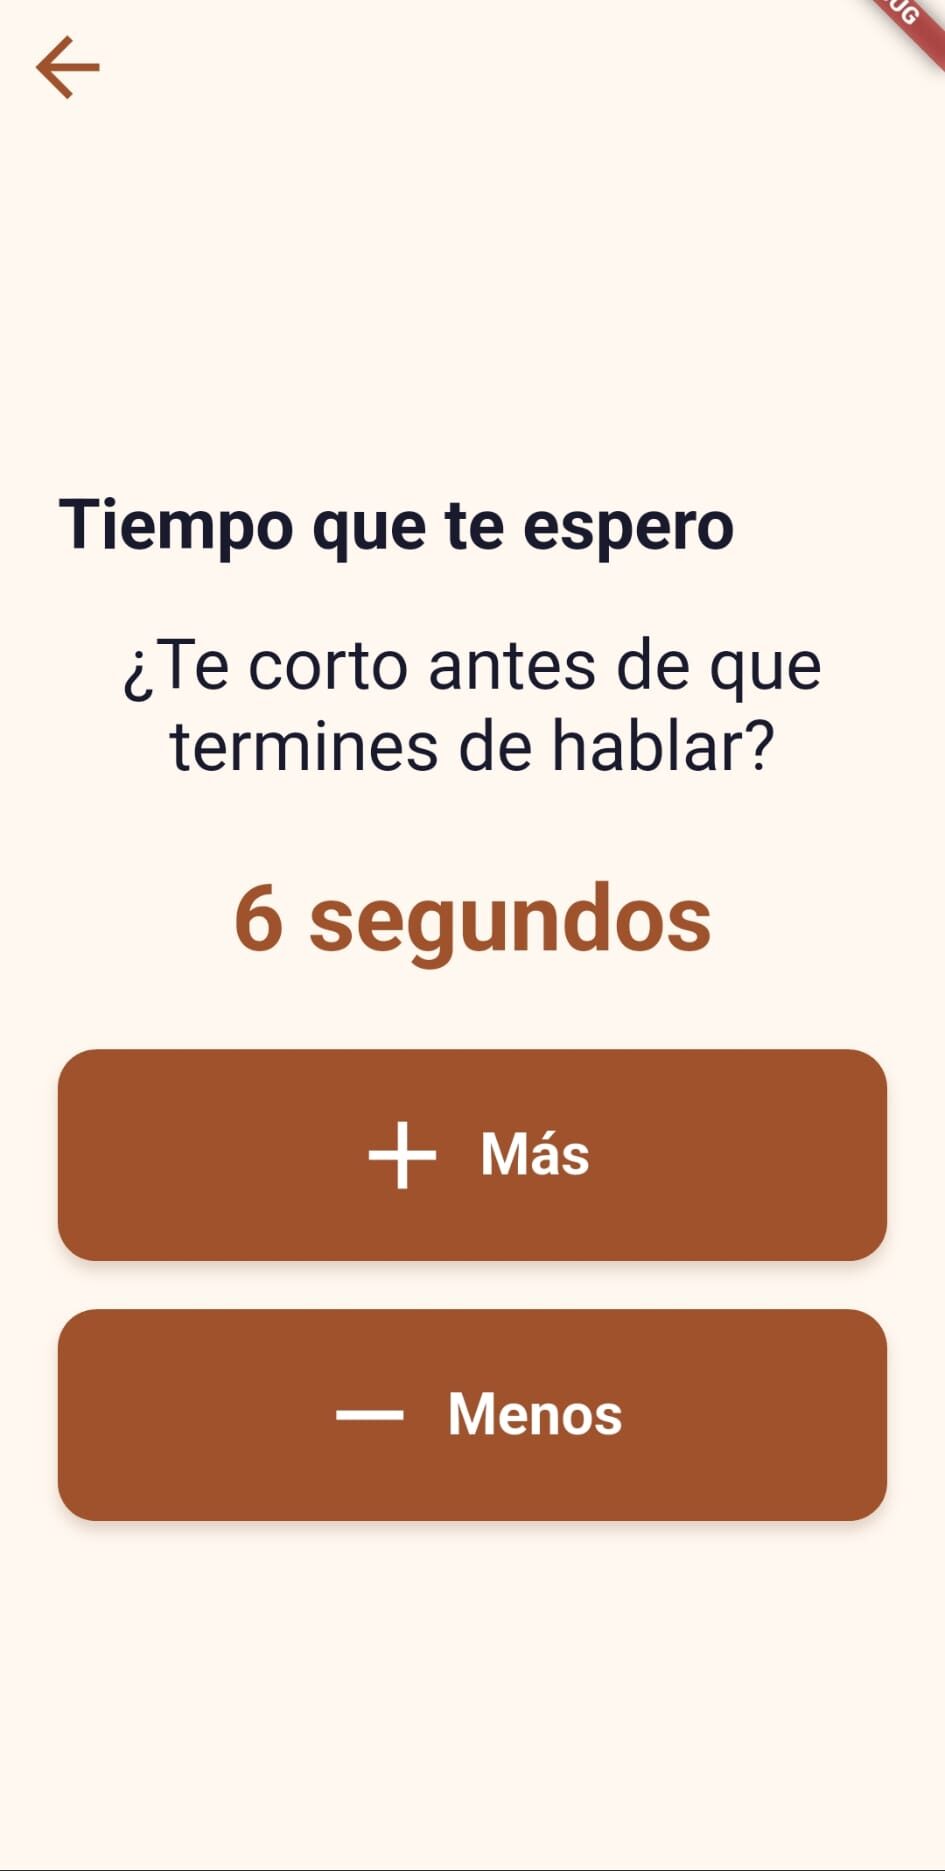 Tiempo que te espero
¿Te corto antes de que
termines de hablar?
6 segundos
Más
Menos